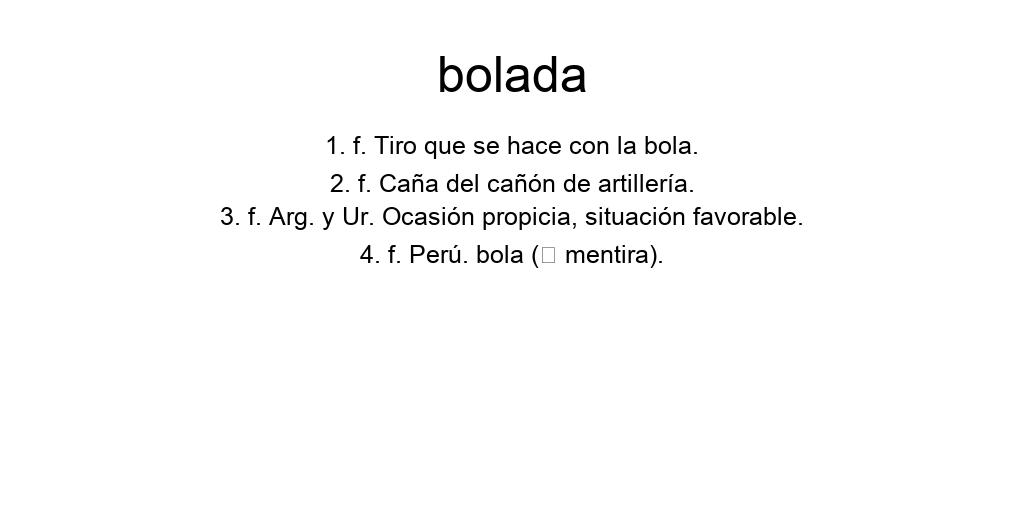 bolada
1. f. Tiro que se hace con la bola.
2. f. Caña del cañón de artillería.
3. f. Arg. y Ur. Ocasión propicia, situación favorable.
4. f. Perú. bola (□ mentira).